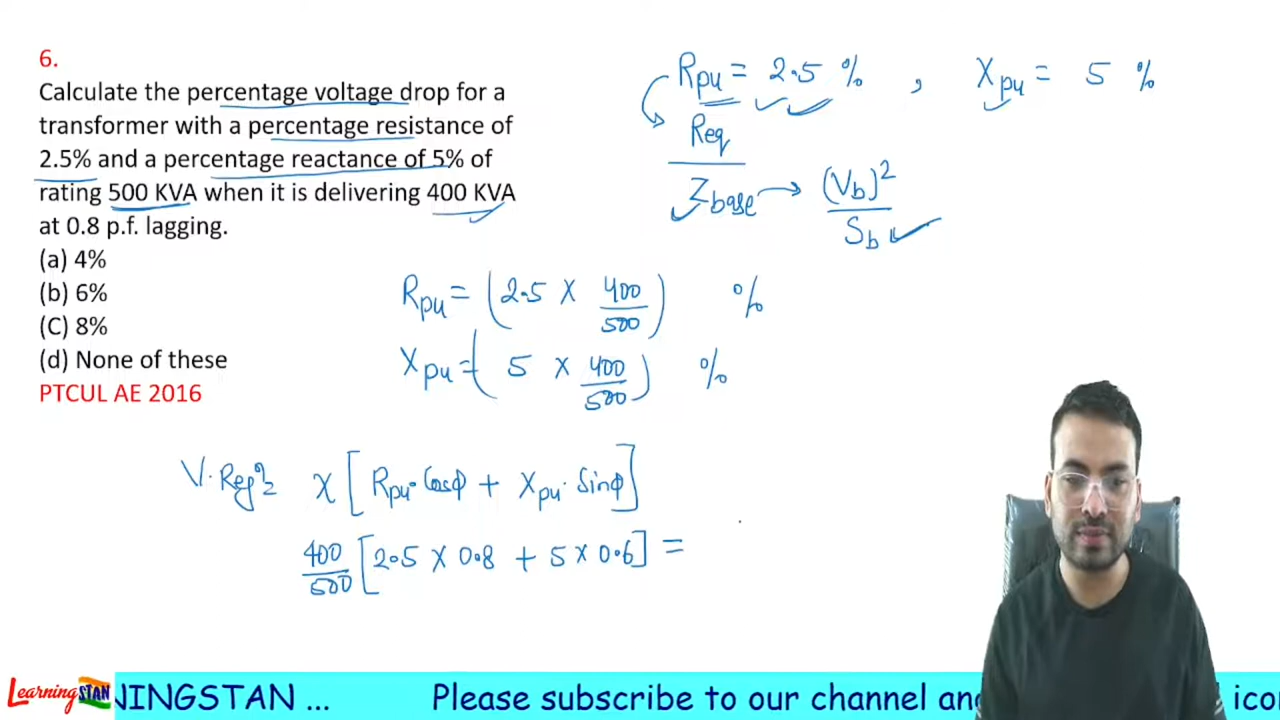 6.
Calculate the percentage voltage drop for a
transformer with a percentage resistance of
2.5% and a percentage reactance of 5% of
rating 500 KVA when it is delivering 400 KVA
at 0.8 p.f. lagging.
(a) 4%
(b) 6%
(C) 8%
(d) None of these
PTCUL AE 2016
Rpu = 2.5 % , Xpu = 5 %
Req
Zbase → (Vb)²
Sb
Rpu = (2.5 × 400/500) %
Xpu = (5 × 400/500) %
V.Reg% x [Rpu.Cosϕ + Xpu.Sinϕ]
400/500 [2.5 × 0.8 + 5 × 0.6] =
LearningSTAN
NINGSTAN ... Please subscribe to our channel and icon